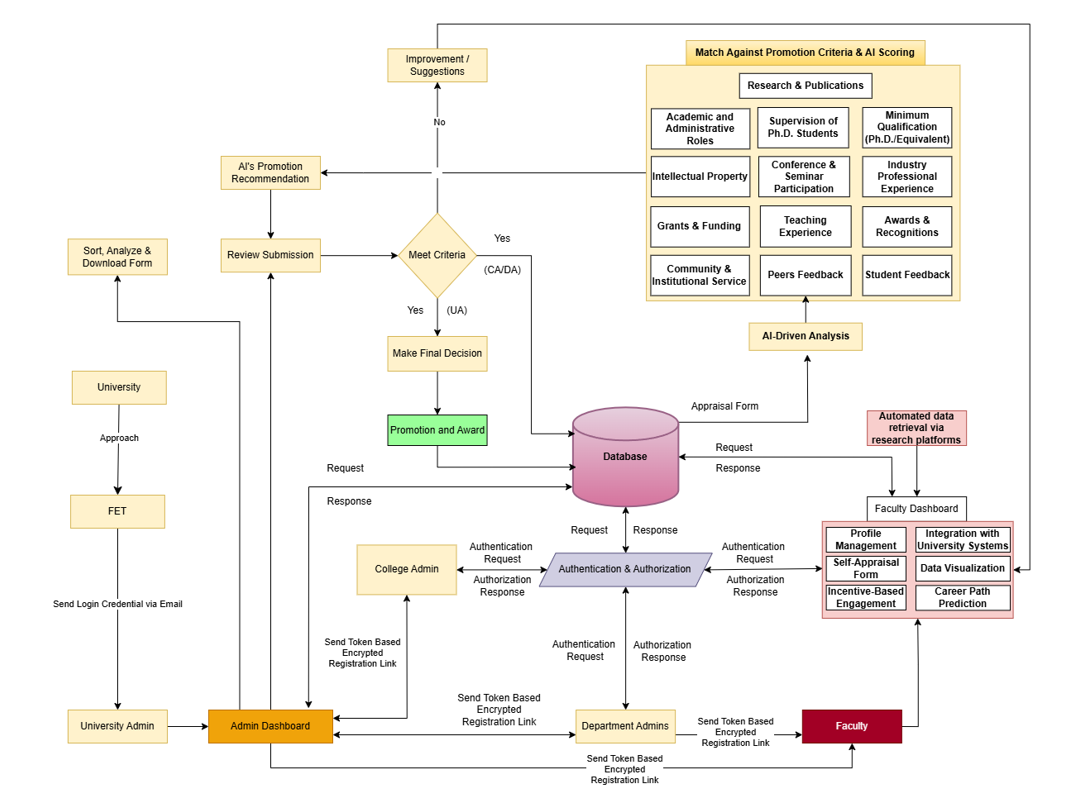 Improvement /
Suggestions
No
Match Against Promotion Criteria & AI Scoring
Research & Publications
Academic and
Administrative
Roles
Supervision of
Ph.D. Students
Minimum
Qualification
(Ph.D./Equivalent)
Intellectual Property
Conference &
Seminar
Participation
Industry
Professional
Experience
Grants & Funding
Teaching
Experience
Awards &
Recognitions
Community &
Institutional Service
Peers Feedback
Student Feedback
AI's Promotion
Recommendation
Review Submission
Meet Criteria
Yes
(CA/DA)
Yes
(UA)
Sort, Analyze &
Download Form
Make Final Decision
Promotion and Award
AI-Driven Analysis
Appraisal Form
University
Approach
FET
Send Login Credential via Email
University Admin
Admin Dashboard
Database
Request
Response
Request
Response
Request
Response
Automated data
retrieval via
research platforms
Faculty Dashboard
Profile
Management
Integration with
University Systems
Self-Appraisal
Form
Data Visualization
Incentive-Based
Engagement
Career Path
Prediction
College Admin
Authentication
Request
Authorization
Response
Authentication & Authorization
Authentication
Request
Authorization
Response
Authentication
Request
Authorization
Response
Send Token Based
Encrypted
Registration Link
Send Token Based
Encrypted
Registration Link
Department Admins
Send Token Based
Encrypted
Registration Link
Faculty
Send Token Based
Encrypted
Registration Link